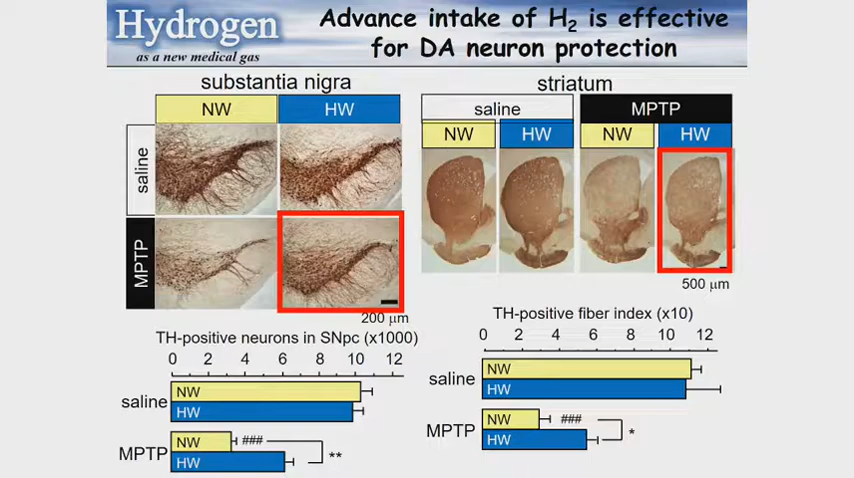 Hydrogen
as a new medical gas
Advance intake of H₂ is effective
for DA neuron protection
substantia nigra
NW
HW
saline
MPTP
200 μm
striatum
saline
MPTP
NW
HW
NW
HW
500 μm
TH-positive neurons in SNpc (x1000)
0 2 4 6 8 10 12
saline
NW
HW
MPTP
NW
###
HW
**
TH-positive fiber index (x10)
0 2 4 6 8 10 12
saline
NW
HW
MPTP
NW
###
HW
*